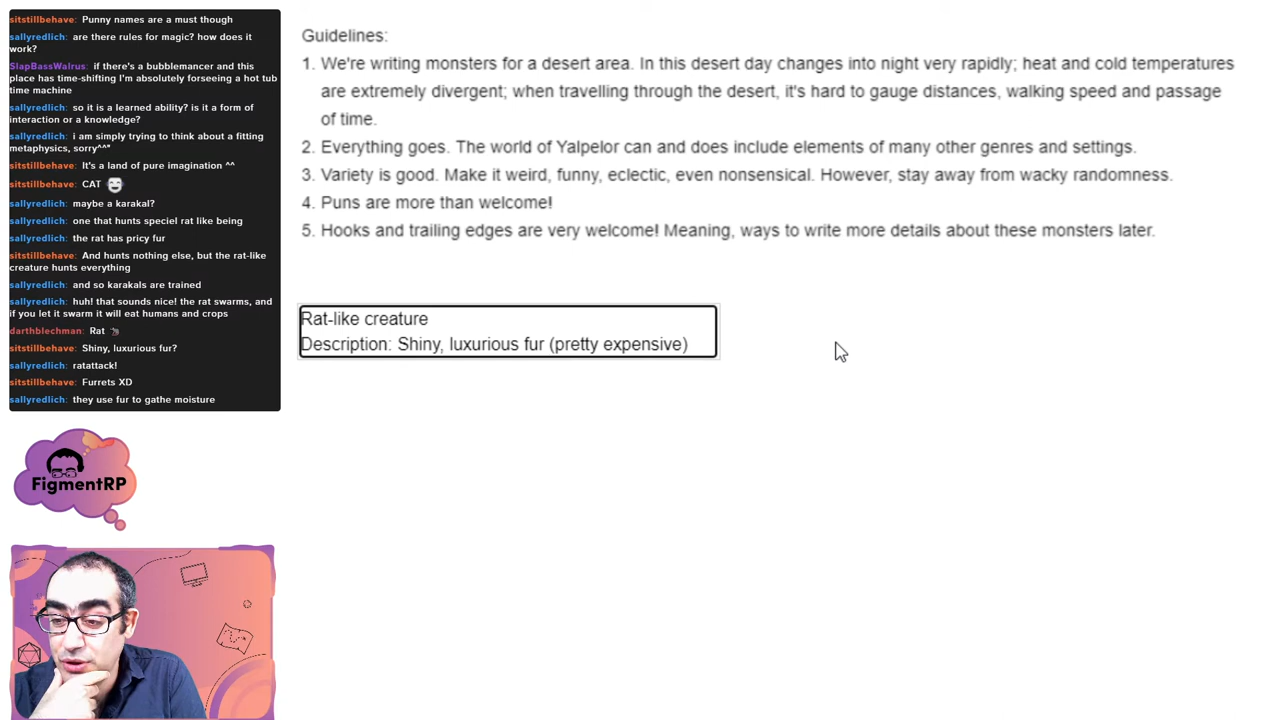 sitstillbehave: Punny names are a must though
sallyredlich: are there rules for magic? how does it
work?
SlapBassWalrus: if there's a bubblemancer and this
place has time-shifting I'm absolutely forseeing a hot tub
time machine
sallyredlich: so it is a learned ability? is it a form of
interaction or a knowledge?
sallyredlich: i am simply trying to think about a fitting
metaphysics, sorry^^"
sitstillbehave: It's a land of pure imagination ^^
sitstillbehave: CAT
sallyredlich: maybe a karakal?
sallyredlich: one that hunts speciel rat like being
sallyredlich: the rat has pricy fur
sitstillbehave: And hunts nothing else, but the rat-like
creature hunts everything
sallyredlich: and so karakals are trained
sallyredlich: huh! that sounds nice! the rat swarms, and
if you let it swarm it will eat humans and crops
darthblechman: Rat
sitstillbehave: Shiny, luxurious fur?
sallyredlich: ratattack!
sitstillbehave: Furrets XD
sallyredlich: they use fur to gathe moisture
FigmentRP
Guidelines:
1. We're writing monsters for a desert area. In this desert day changes into night very rapidly; heat and cold temperatures
are extremely divergent; when travelling through the desert, it's hard to gauge distances, walking speed and passage
of time.
2. Everything goes. The world of Yalpelor can and does include elements of many other genres and settings.
3. Variety is good. Make it weird, funny, eclectic, even nonsensical. However, stay away from wacky randomness.
4. Puns are more than welcome!
5. Hooks and trailing edges are very welcome! Meaning, ways to write more details about these monsters later.
Rat-like creature
Description: Shiny, luxurious fur (pretty expensive)